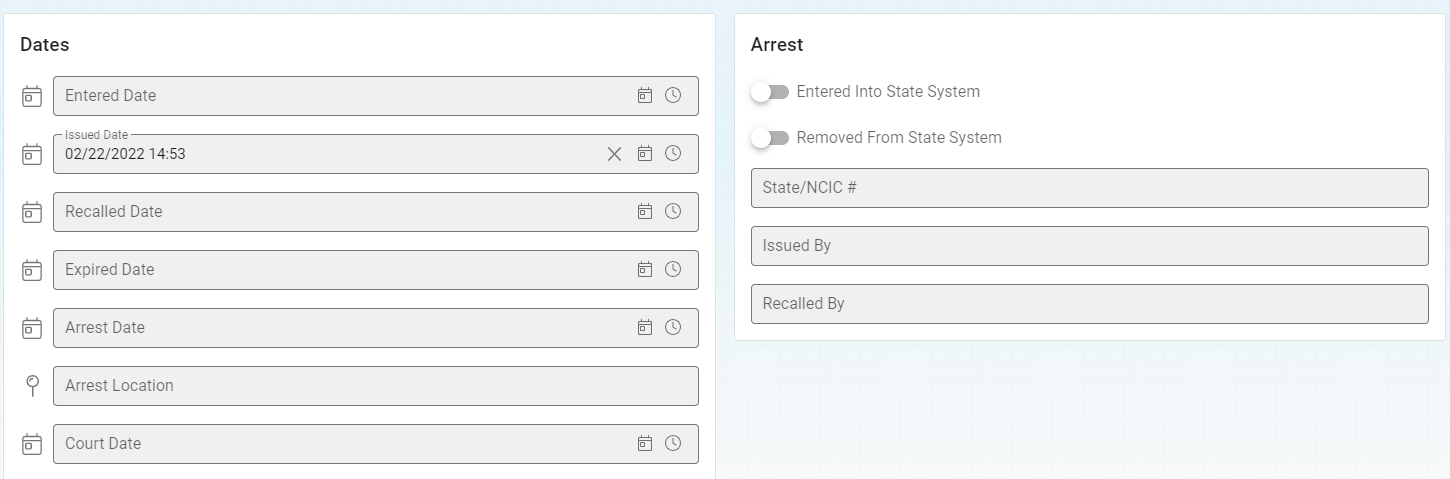 Dates
Entered Date
Issued Date
02/22/2022 14:53
Recalled Date
Expired Date
Arrest Date
Arrest Location
Court Date
Arrest
Entered Into State System
Removed From State System
State/NCIC #
Issued By
Recalled By